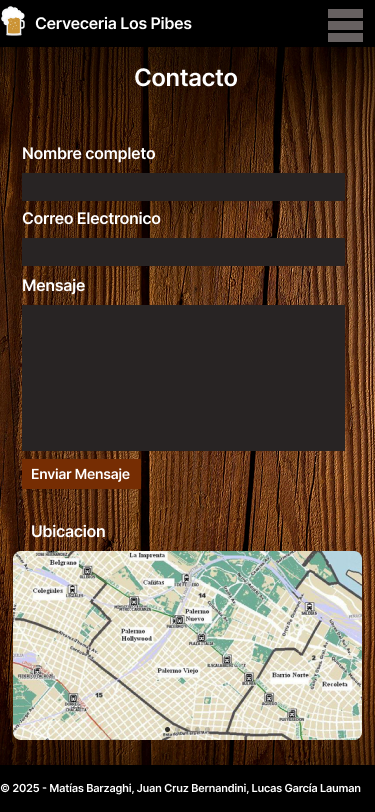 Cerveceria Los Pibes
Contacto
Nombre completo
Correo Electronico
Mensaje
Enviar Mensaje
Ubicacion
La Imprenta
Belgrano
Cañitas
Colegiales
14
Palermo
Nuevo
Palermo
Hollywood
Palermo Viejo
2
Barrio Norte
Recoleta
15
© 2025 - Matías Barzaghi, Juan Cruz Bernandini, Lucas García Lauman